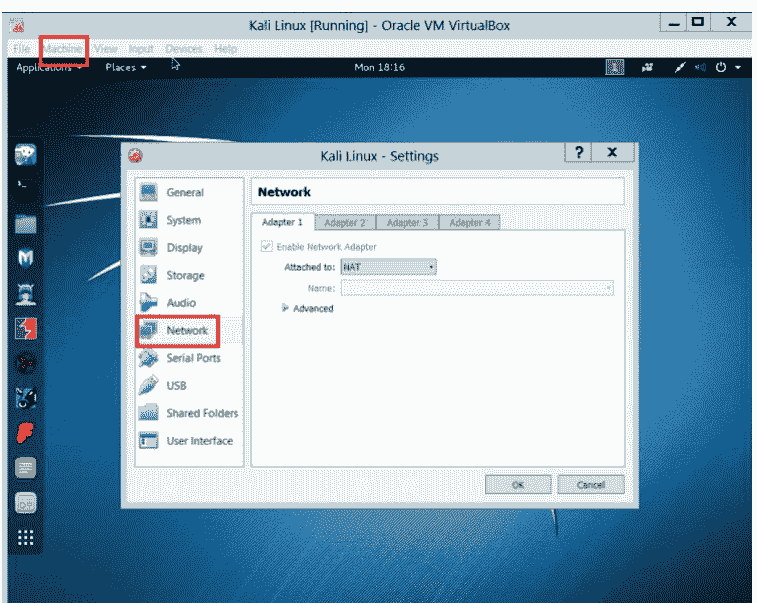 Kali Linux [Running] - Oracle VM VirtualBox
File Machine View Input Devices Help
Applications Places Mon 18:16
Kali Linux - Settings
General
System
Display
Storage
Audio
Network
Serial Ports
USB
Shared Folders
User Interface
Network
Adapter 1 Adapter 2 Adapter 3 Adapter 4
Enable Network Adapter
Attached to: NAT
Name:
Advanced
OK Cancel